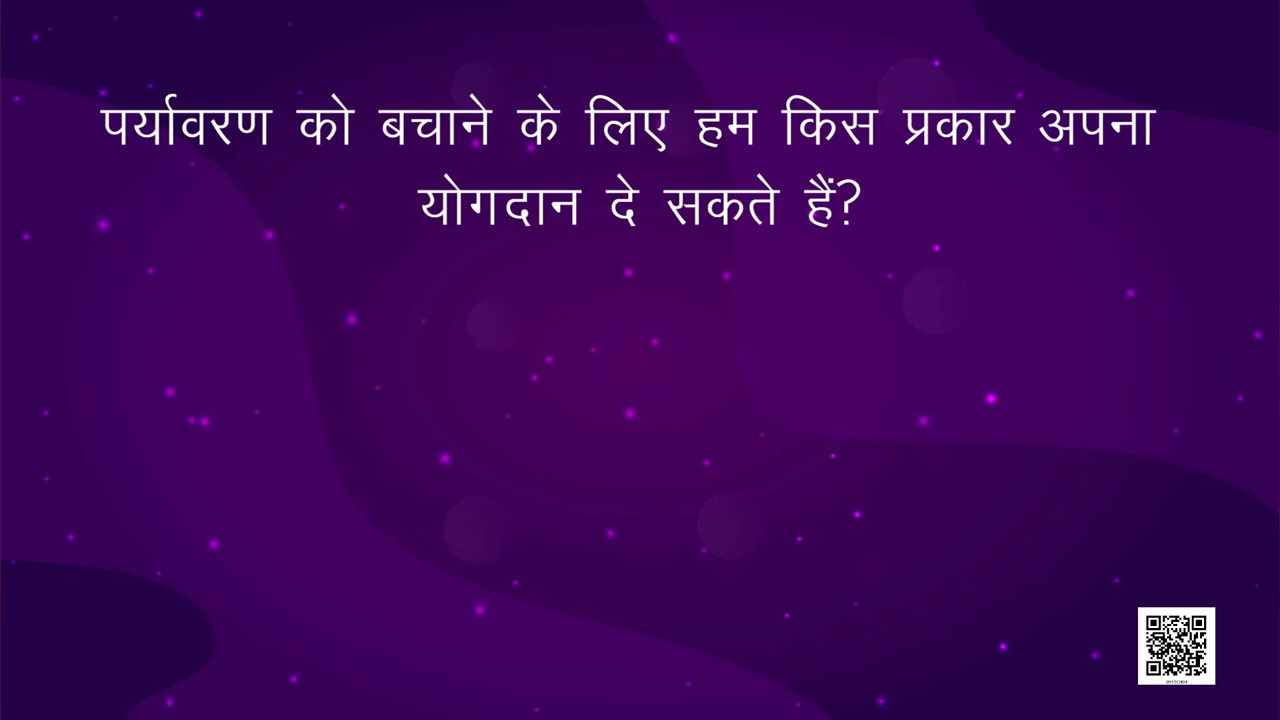 पर्यावरण को बचाने के लिए हम किस प्रकार अपना
योगदान दे सकते हैं?